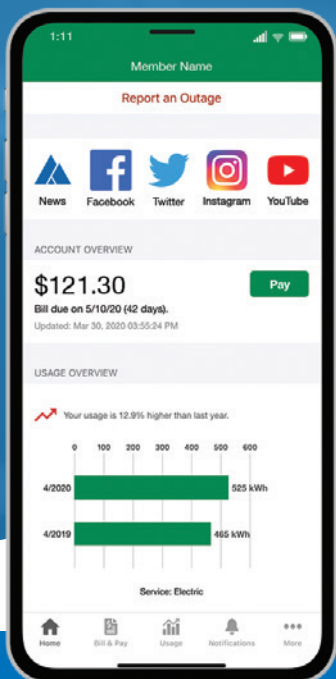 1:11
Member Name
Report an Outage
News Facebook Twitter Instagram YouTube
ACCOUNT OVERVIEW
$121.30
Pay
Bill due on 5/10/20 (42 days).
Updated: Mar 30, 2020 03:55:24 PM
USAGE OVERVIEW
Your usage is 12.9% higher than last year.
0 100 200 300 400 500 600
4/2020 525 kWh
4/2019 465 kWh
Service: Electric
Home Bill & Pay Usage Notifications More